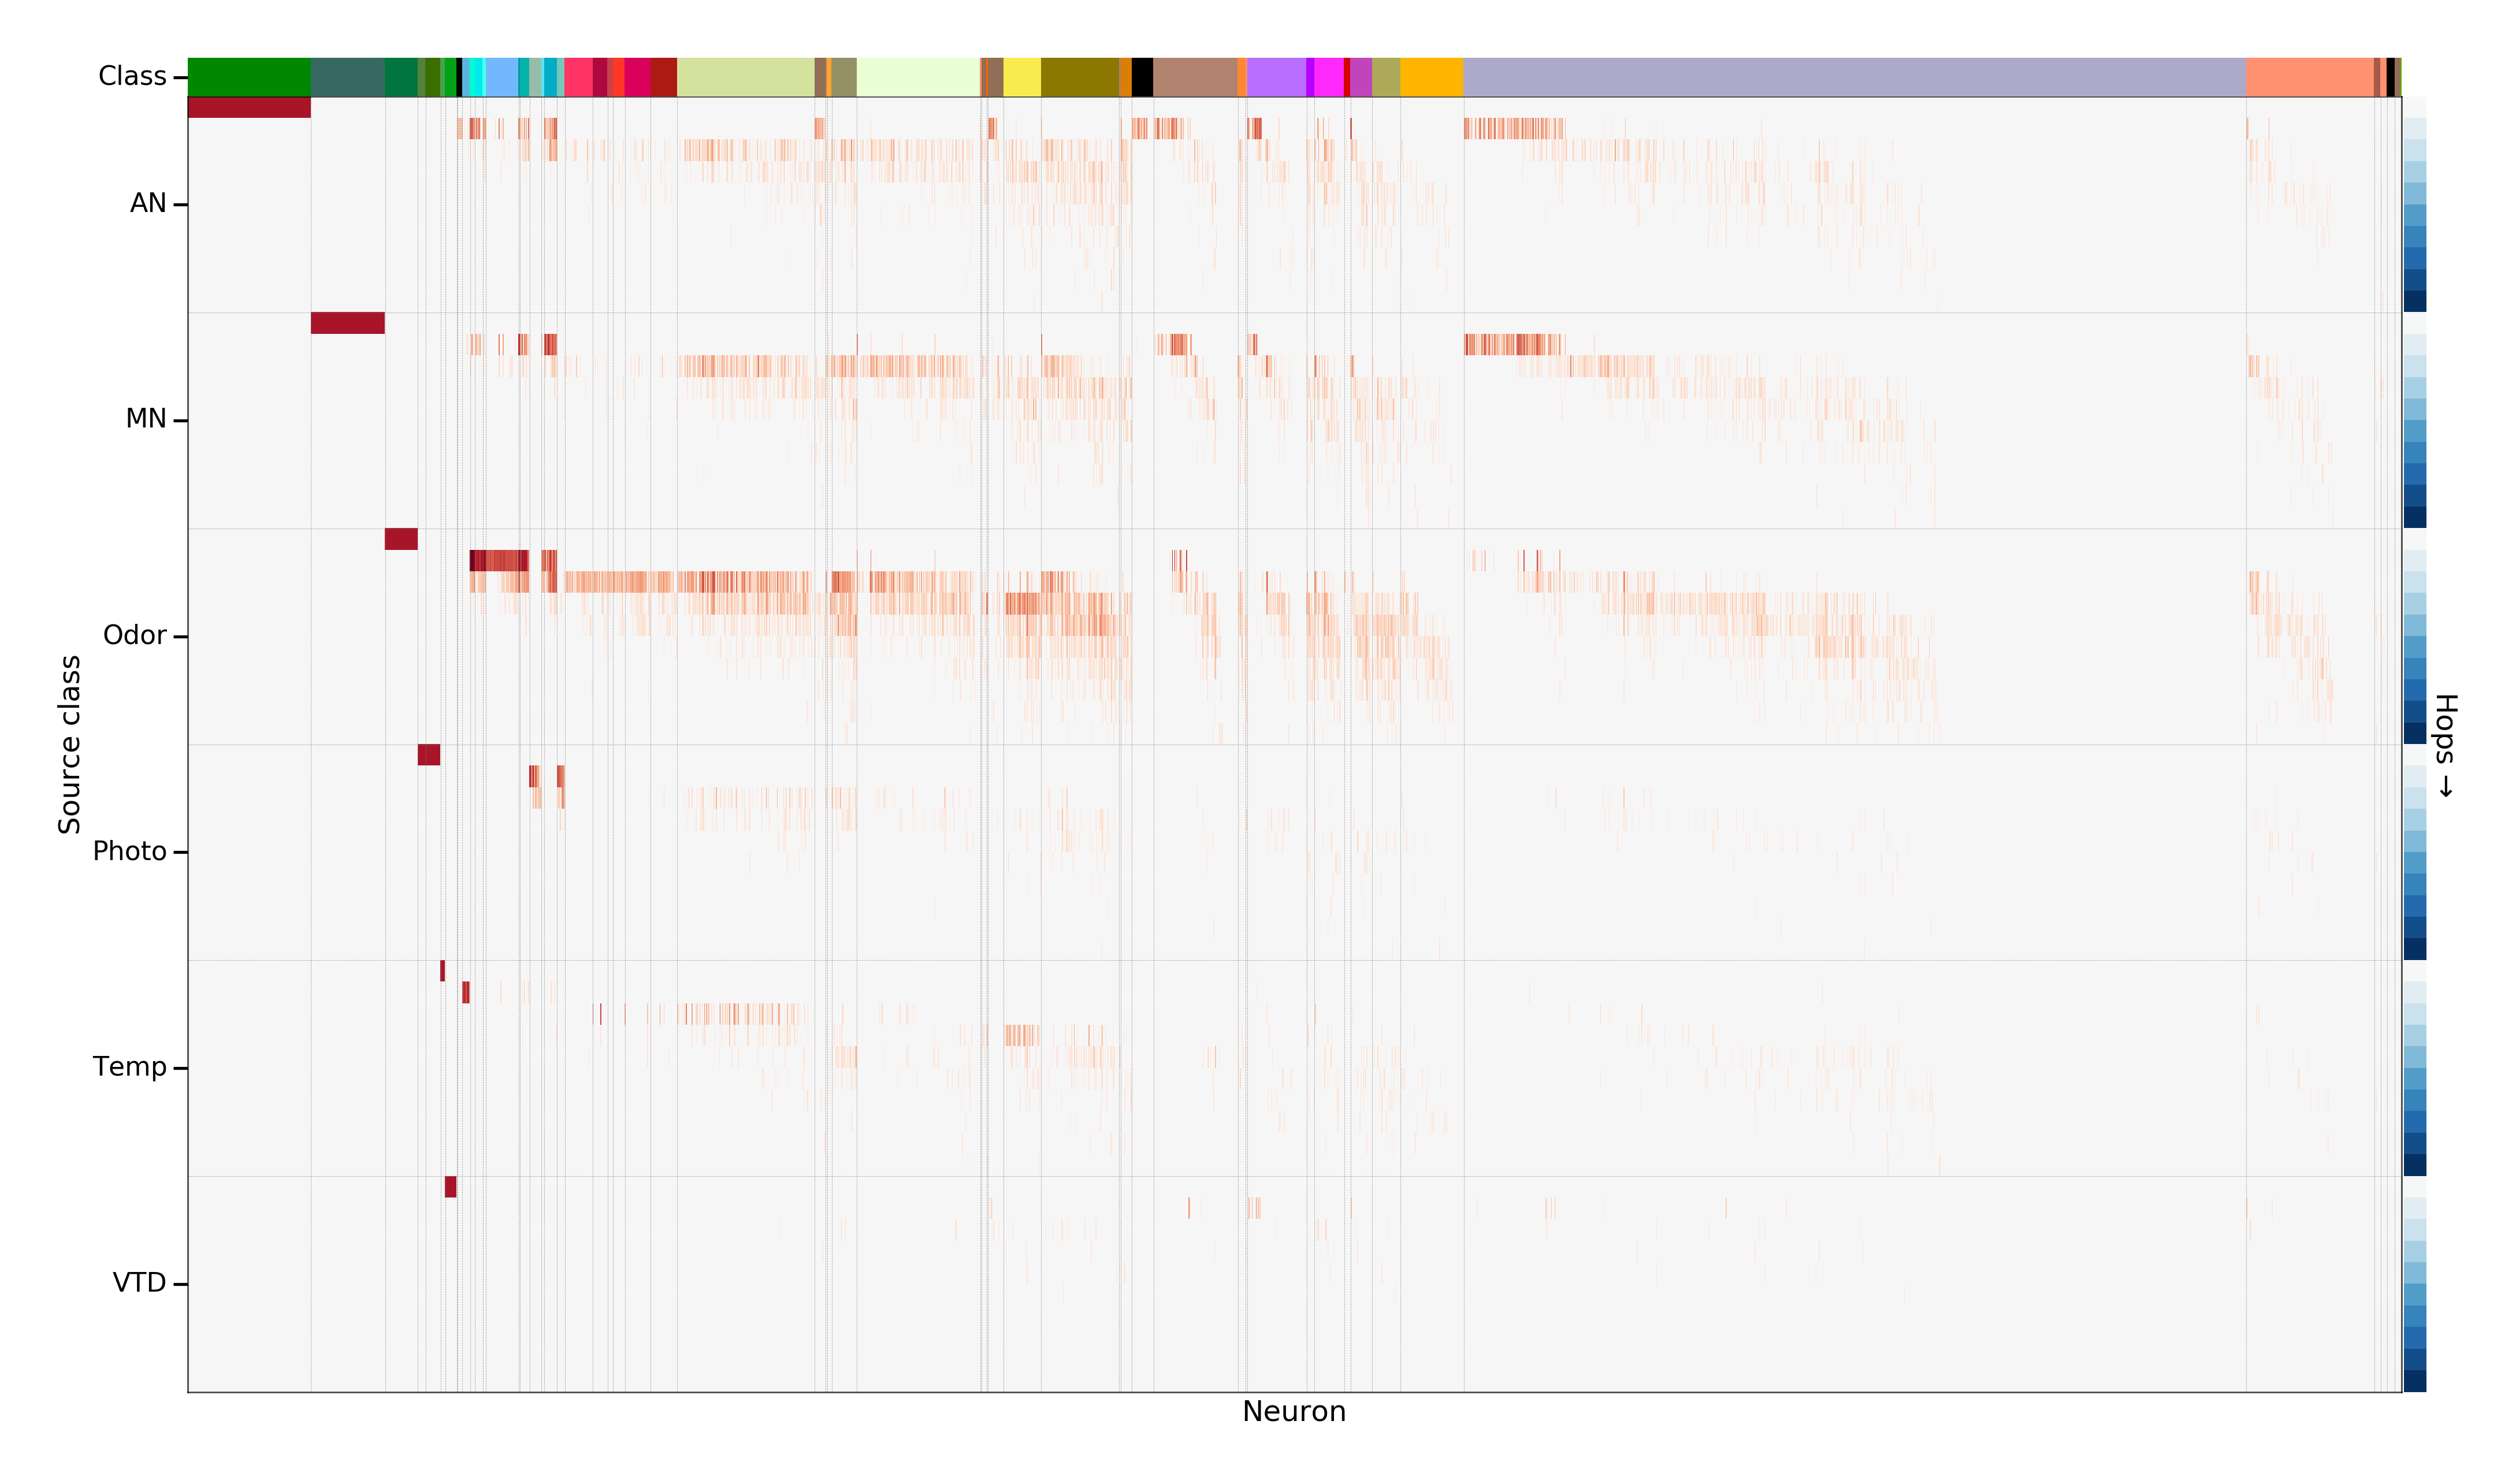 Class
AN
MN
Odor
Photo
Temp
VTD
Source class
Hops →
Neuron